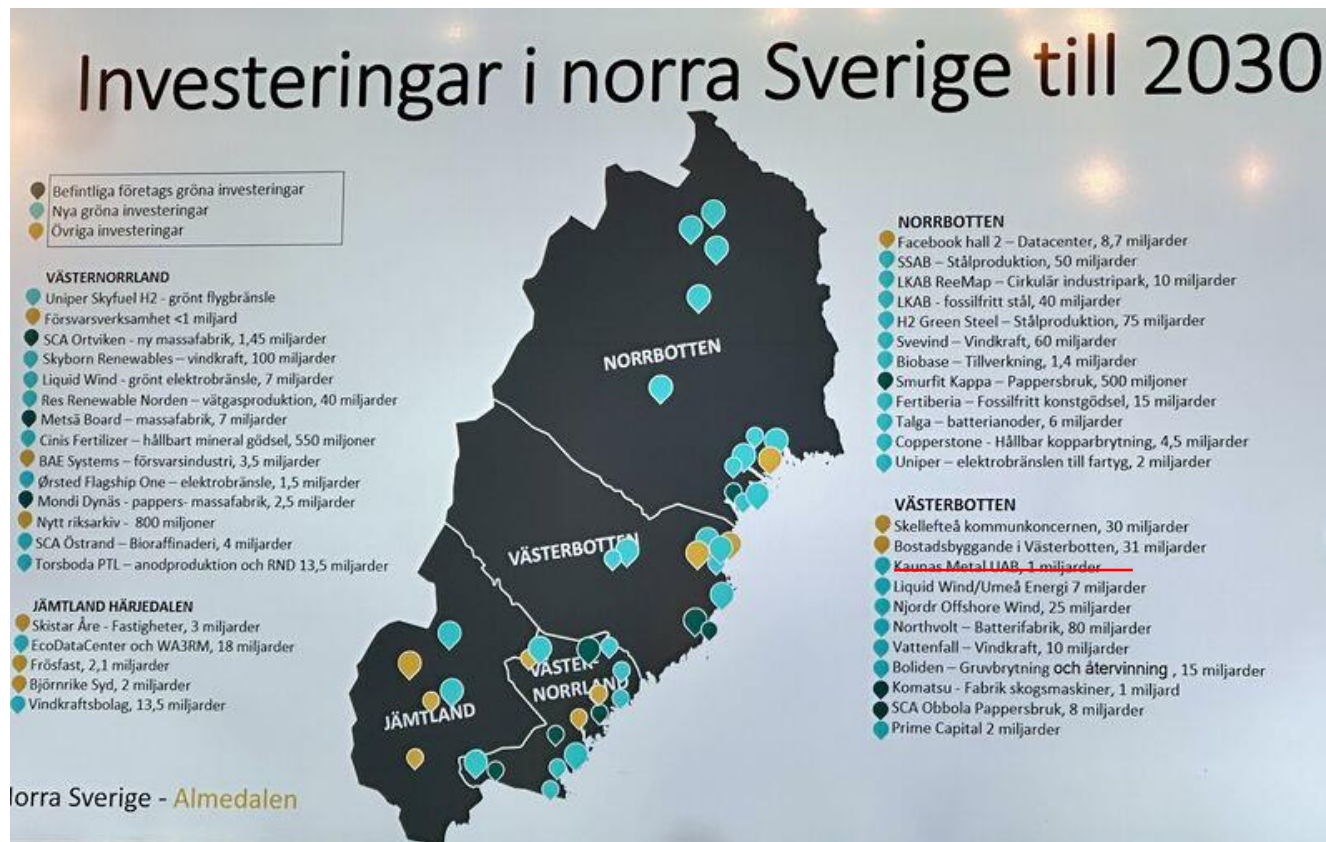 Investeringar i norra Sverige till 2030
Befintliga företags gröna investeringar
Nya gröna investeringar
Övriga investeringar
VÄSTERNORRLAND
Uniper Skyfuel H2 - grönt flygbränsle
Försvarsverksamhet <1 miljard
SCA Ortviken - ny massafabrik, 1,45 miljarder
Skyborn Renewables – vindkraft, 100 miljarder
Liquid Wind - grönt elektrobränsle, 7 miljarder
Res Renewable Norden – vätgasproduktion, 40 miljarder
Metsä Board – massafabrik, 7 miljarder
Cinis Fertilizer – hållbart mineral gödsel, 550 miljoner
BAE Systems – försvarsindustri, 3,5 miljarder
Ørsted Flagship One – elektrobränsle, 1,5 miljarder
Mondi Dynäs - pappers- massafabrik, 2,5 miljarder
Nytt riksarkiv - 800 miljoner
SCA Östrand – Bioraffinaderi, 4 miljarder
Torsboda PTL – anodproduktion och RND 13,5 miljarder
JÄMTLAND HÄRJEDALEN
Skistar Åre - Fastigheter, 3 miljarder
EcoDataCenter och WA3RM, 18 miljarder
Frösfast, 2,1 miljarder
Björnrike Syd, 2 miljarder
Vindkraftsbolag, 13,5 miljarder
orra Sverige - Almedalen
NORRBOTTEN
VÄSTERBOTTEN
VÄSTER-
NORRLAND
JÄMTLAND
NORRBOTTEN
Facebook hall 2 – Datacenter, 8,7 miljarder
SSAB – Stålproduktion, 50 miljarder
LKAB ReeMap – Cirkulär industripark, 10 miljarder
LKAB - fossilfritt stål, 40 miljarder
H2 Green Steel – Stålproduktion, 75 miljarder
Svevind – Vindkraft, 60 miljarder
Biobase – Tillverkning, 1,4 miljarder
Smurfit Kappa – Pappersbruk, 500 miljoner
Fertiberia – Fossilfritt konstgödsel, 15 miljarder
Talga – batterianoder, 6 miljarder
Copperstone - Hållbar kopparbrytning, 4,5 miljarder
Uniper – elektrobränslen till fartyg, 2 miljarder
VÄSTERBOTTEN
Skellefteå kommunkoncernen, 30 miljarder
Bostadsbyggande i Västerbotten, 31 miljarder
Kaunas Metal UAB, 1 miljarder
Liquid Wind/Umeå Energi 7 miljarder
Njordr Offshore Wind, 25 miljarder
Northvolt – Batterifabrik, 80 miljarder
Vattenfall – Vindkraft, 10 miljarder
Boliden – Gruvbrytning och återvinning , 15 miljarder
Komatsu - Fabrik skogsmaskiner, 1 miljard
SCA Obbola Pappersbruk, 8 miljarder
Prime Capital 2 miljarder